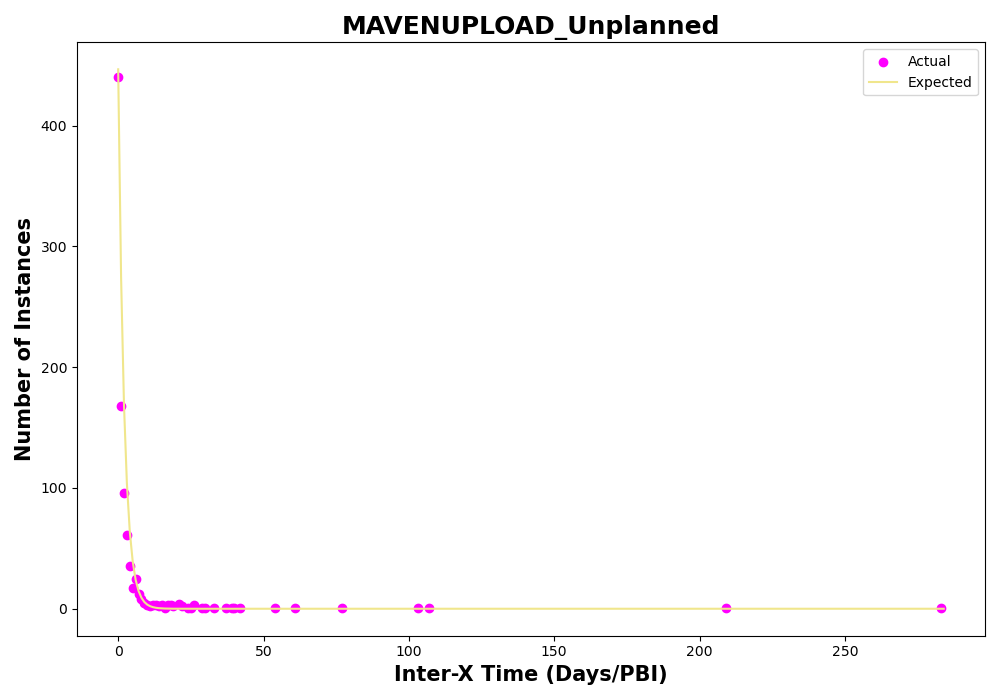 MAVENUPLOAD_Unplanned
Actual
Expected
Number of Instances
400
300
200
100
0
0 50 100 150 200 250
Inter-X Time (Days/PBI)